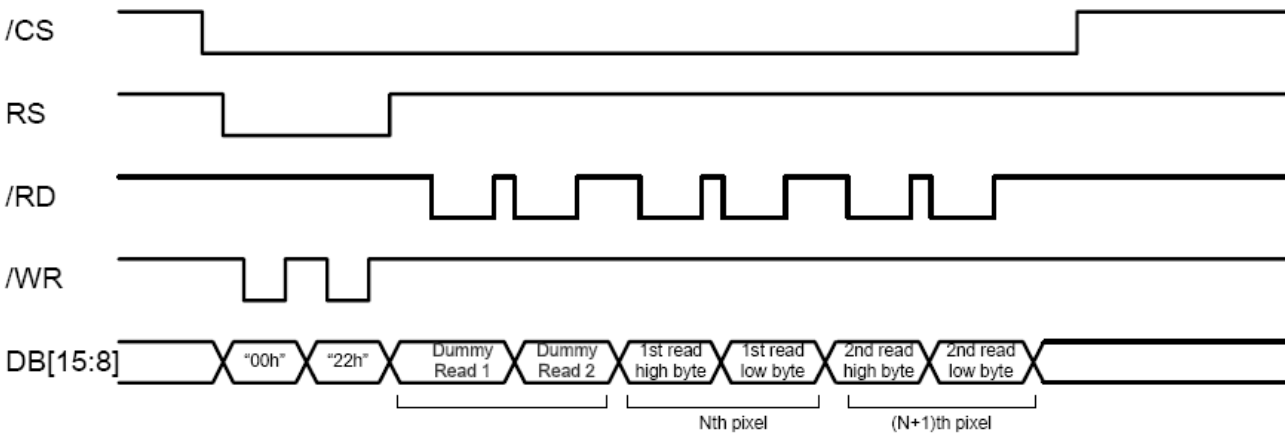 /CS
RS
/RD
/WR
DB[15:8]
“00h”
“22h”
Dummy
Read 1
Dummy
Read 2
1st read
high byte
1st read
low byte
2nd read
high byte
2nd read
low byte
Nth pixel
(N+1)th pixel